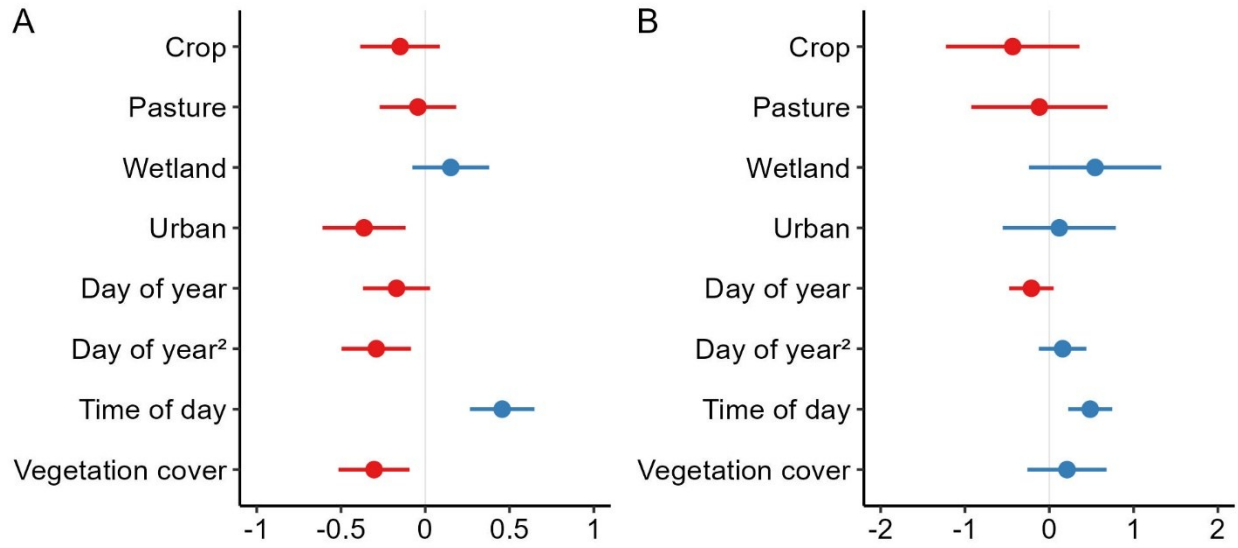 A
Crop
Pasture
Wetland
Urban
Day of year
Day of year²
Time of day
Vegetation cover
-1 -0.5 0 0.5 1
B
Crop
Pasture
Wetland
Urban
Day of year
Day of year²
Time of day
Vegetation cover
-2 -1 0 1 2